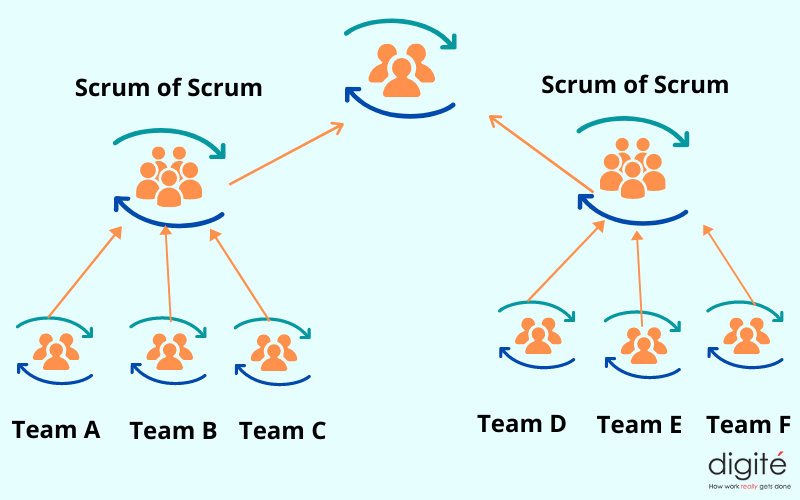 Scrum of Scrum
Scrum of Scrum
Team A
Team B
Team C
Team D
Team E
Team F
digité
How work really gets done